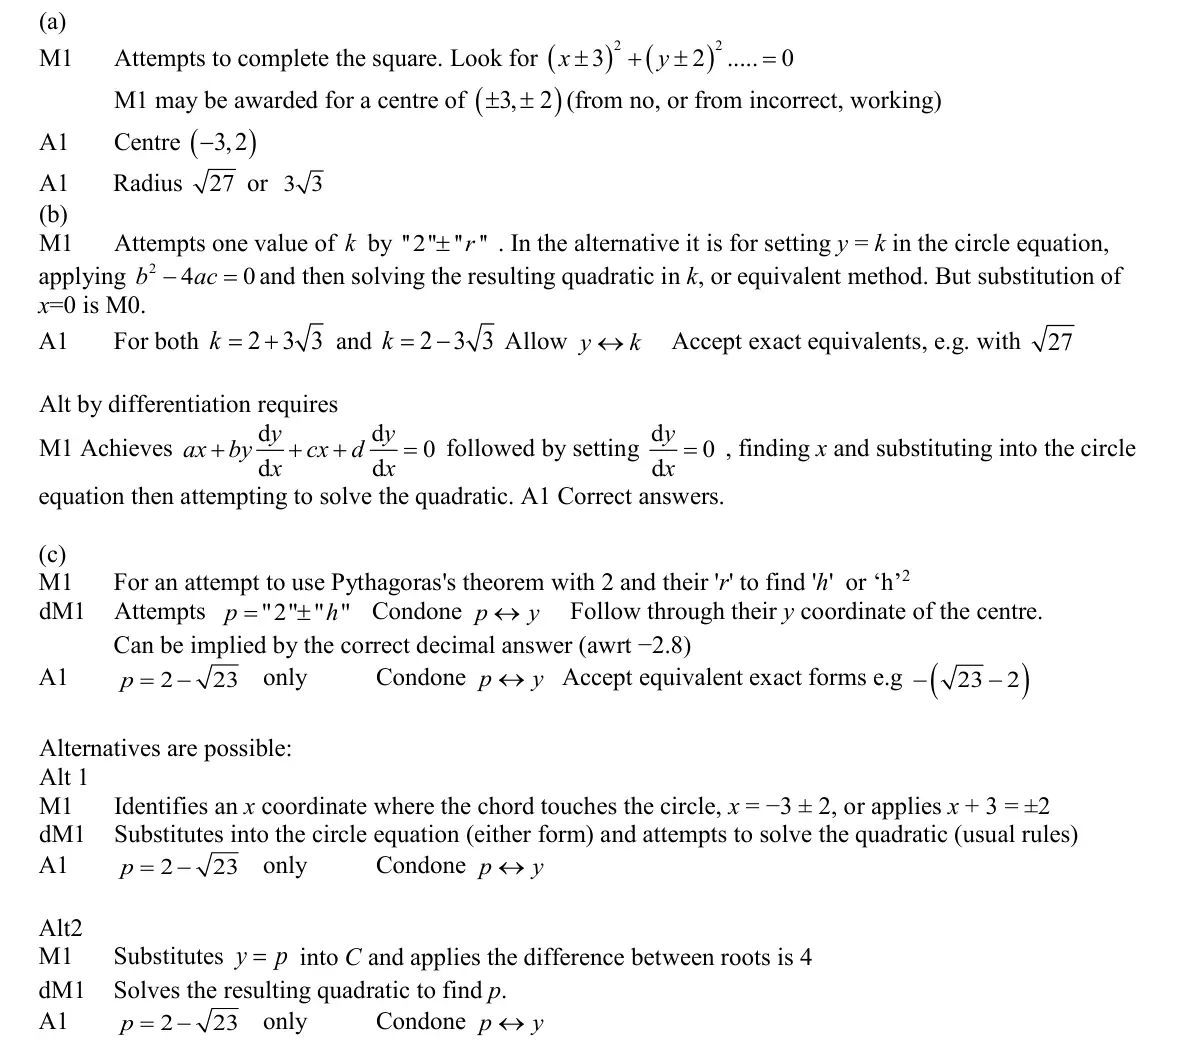 (a)
M1 Attempts to complete the square. Look for (x ± 3)² + (y ± 2)² ..... = 0
M1 may be awarded for a centre of (±3, ± 2) (from no, or from incorrect, working)
A1 Centre (−3, 2)
A1 Radius √27 or 3√3
(b)
M1 Attempts one value of k by "2"± "r" . In the alternative it is for setting y = k in the circle equation,
applying b² − 4ac = 0 and then solving the resulting quadratic in k, or equivalent method. But substitution of
x=0 is M0.
A1 For both k = 2 + 3√3 and k = 2 − 3√3 Allow y ↔ k Accept exact equivalents, e.g. with √27
Alt by differentiation requires
M1 Achieves ax + by dy/dx + cx + d dy/dx = 0 followed by setting dy/dx = 0 , finding x and substituting into the circle
equation then attempting to solve the quadratic. A1 Correct answers.
(c)
M1 For an attempt to use Pythagoras's theorem with 2 and their 'r' to find 'h' or ‘h’²
dM1 Attempts p = "2"± "h" Condone p ↔ y Follow through their y coordinate of the centre.
Can be implied by the correct decimal answer (awrt −2.8)
A1 p = 2 − √23 only Condone p ↔ y Accept equivalent exact forms e.g −(√23 − 2)
Alternatives are possible:
Alt 1
M1 Identifies an x coordinate where the chord touches the circle, x = −3 ± 2, or applies x + 3 = ±2
dM1 Substitutes into the circle equation (either form) and attempts to solve the quadratic (usual rules)
A1 p = 2 − √23 only Condone p ↔ y
Alt2
M1 Substitutes y = p into C and applies the difference between roots is 4
dM1 Solves the resulting quadratic to find p.
A1 p = 2 − √23 only Condone p ↔ y